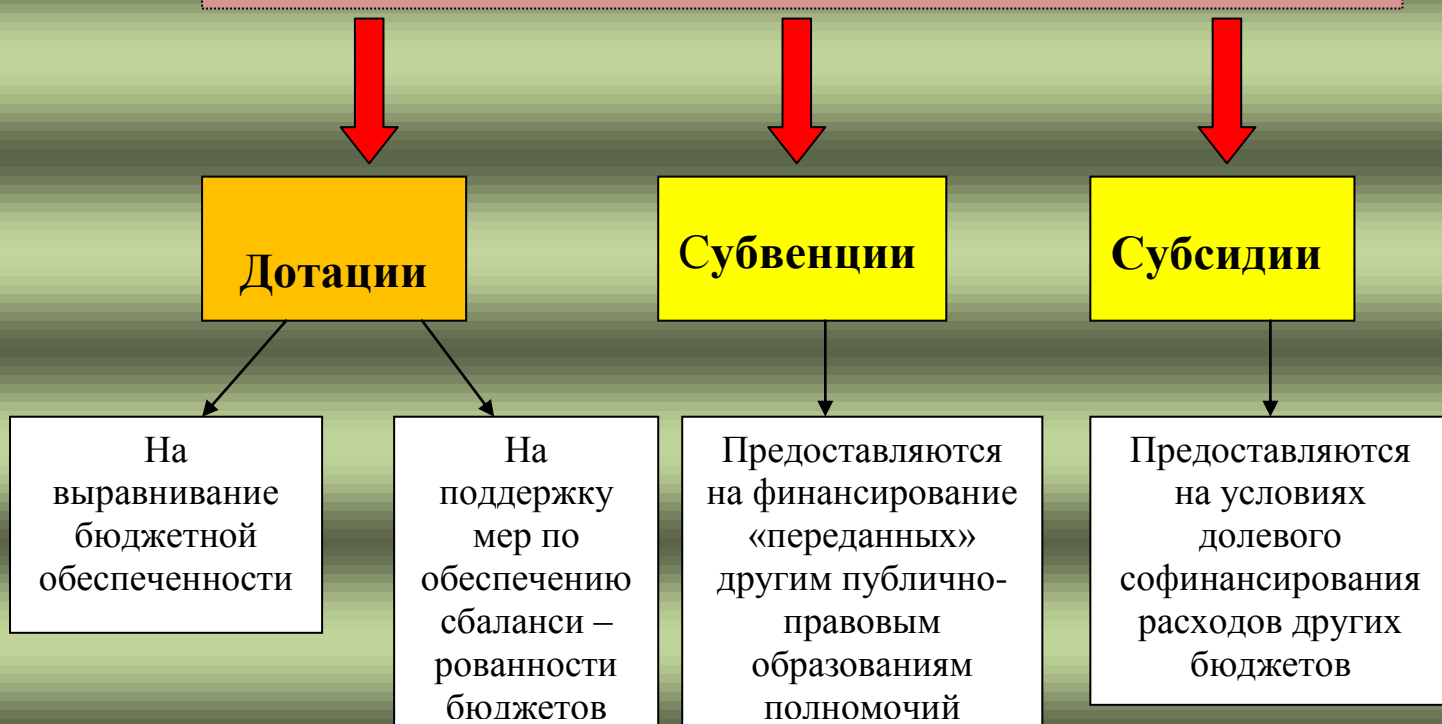 Дотации
Субвенции
Субсидии
На
выравнивание
бюджетной
обеспеченности
На
поддержку
мер по
обеспечению
сбаланси –
рованности
бюджетов
Предоставляются
на финансирование
«переданных»
другим публично-
правовым
образованиям
полномочий
Предоставляются
на условиях
долевого
софинансирования
расходов других
бюджетов